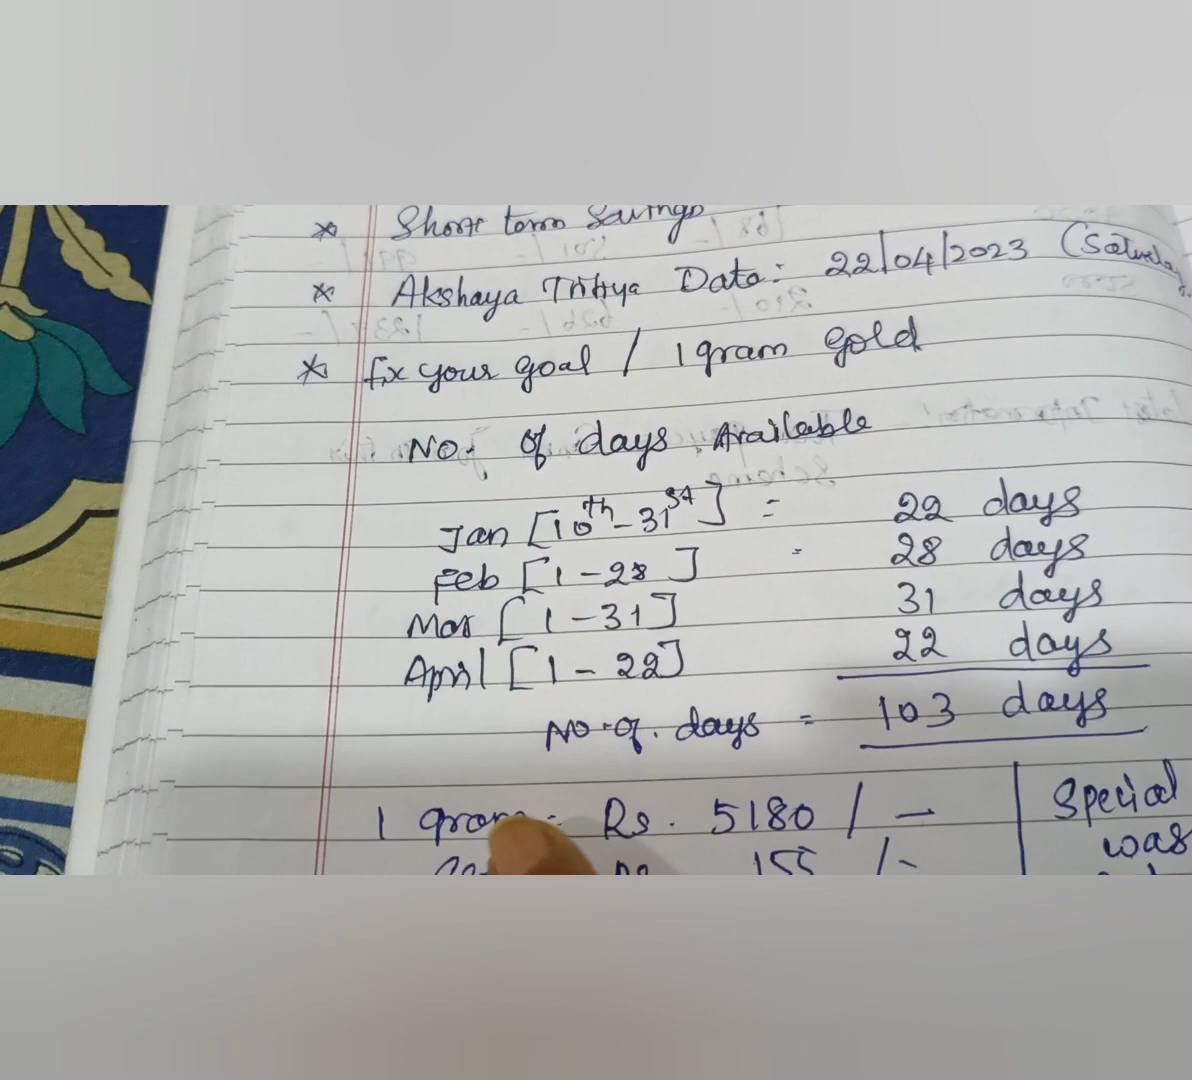 * Short term Savings
* Akshaya Tritiya Date: 22/04/2023 (Saturday
* Fix your goal / 1 gram gold
No. of days Available
Jan [10th-31st] = 22 days
Feb [1-28] = 28 days
Mar [1-31] 31 days
April [1-22] 22 days
No. of. days = 103 days
1 gram = Rs. 5180 /- Special
Rs 155 /- was